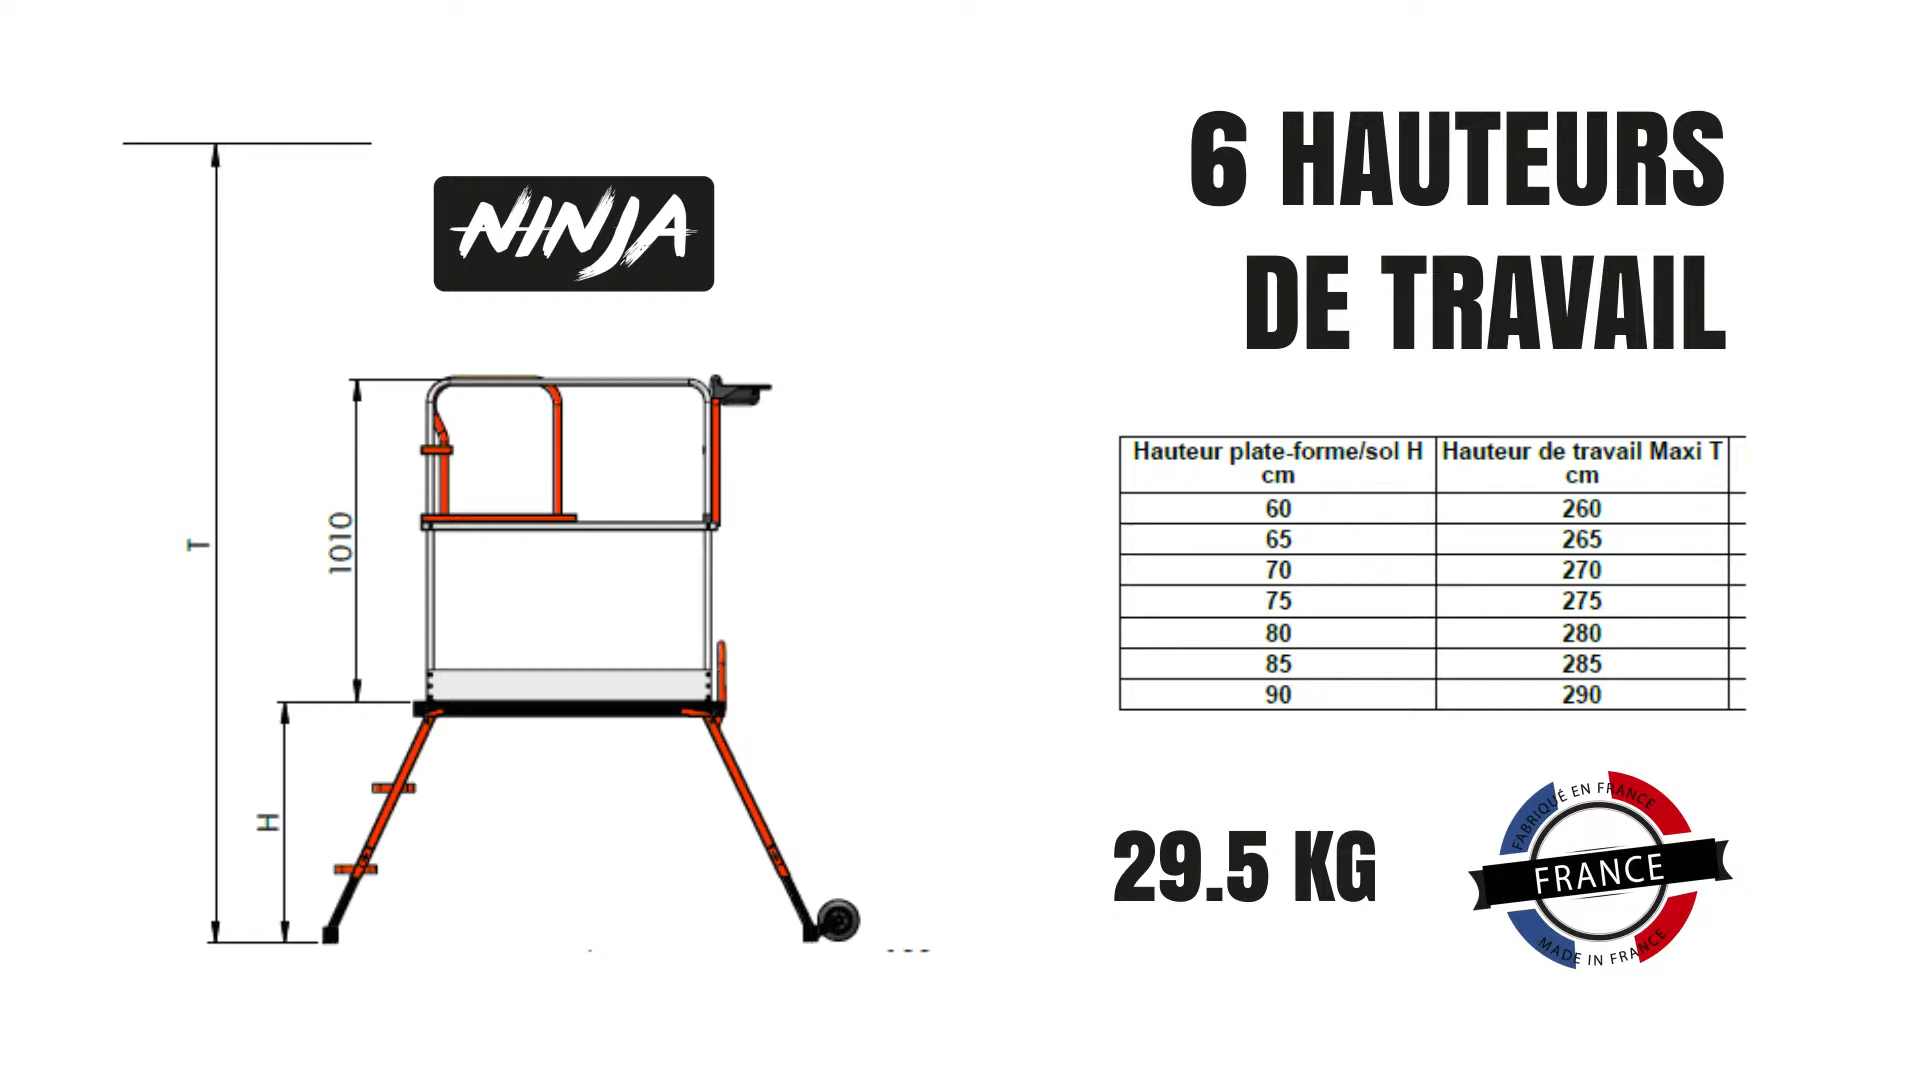 NINJA
T
1010
H
6 HAUTEURS
DE TRAVAIL
Hauteur plate-forme/sol H cm Hauteur de travail Maxi T cm
60 260
65 265
70 270
75 275
80 280
85 285
90 290
29.5 KG
FABRIQUÉ EN FRANCE
FRANCE
MADE IN FRANCE